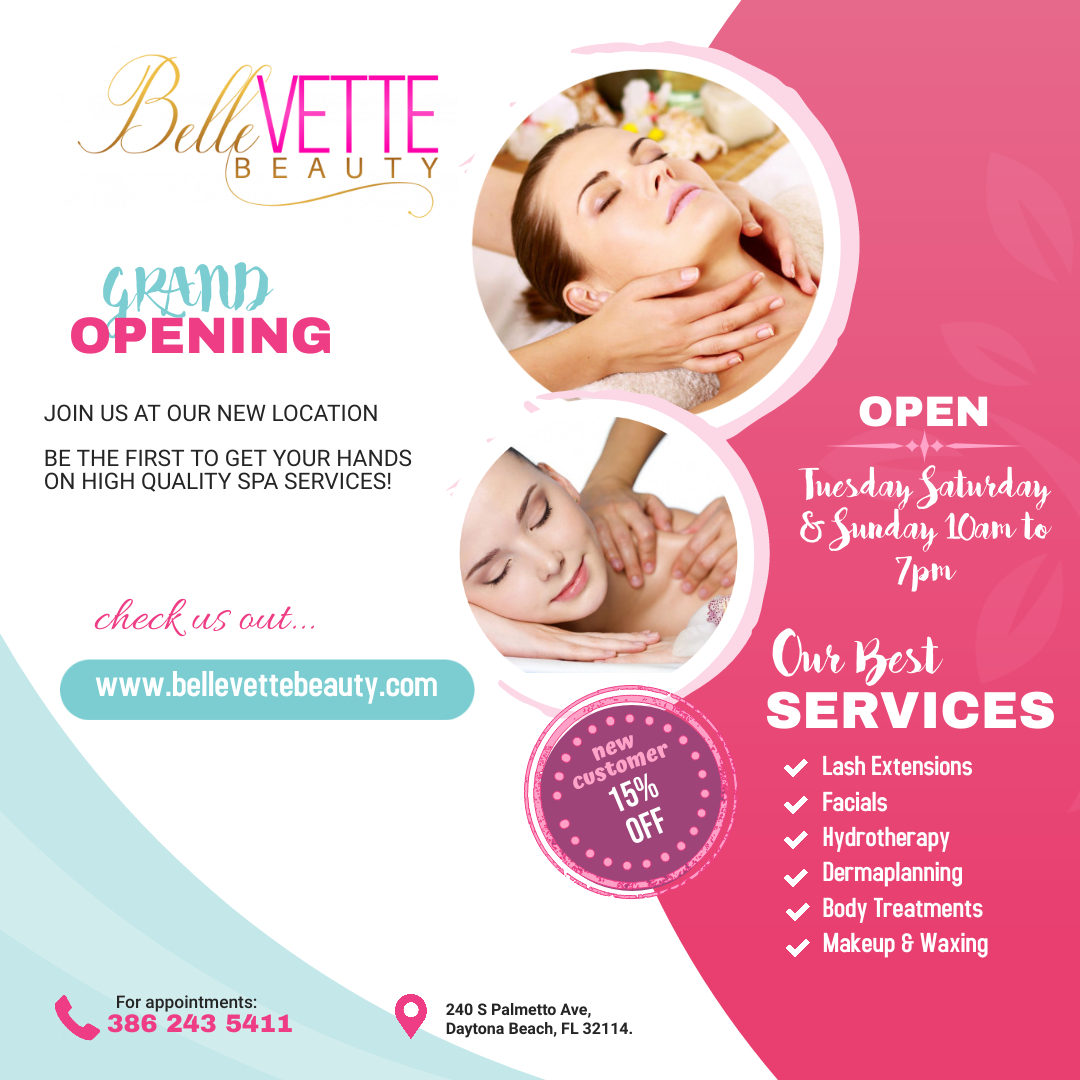 BelleVETTE
BEAUTY
GRAND
OPENING
JOIN US AT OUR NEW LOCATION
BE THE FIRST TO GET YOUR HANDS
ON HIGH QUALITY SPA SERVICES!
check us out...
www.bellevettebeauty.com
new
customer
15%
OFF
OPEN
Tuesday Saturday
& Sunday 10am to
7pm
Our Best
SERVICES
Lash Extensions
Facials
Hydrotherapy
Dermaplanning
Body Treatments
Makeup & Waxing
For appointments:
386 243 5411
240 S Palmetto Ave,
Daytona Beach, FL 32114.